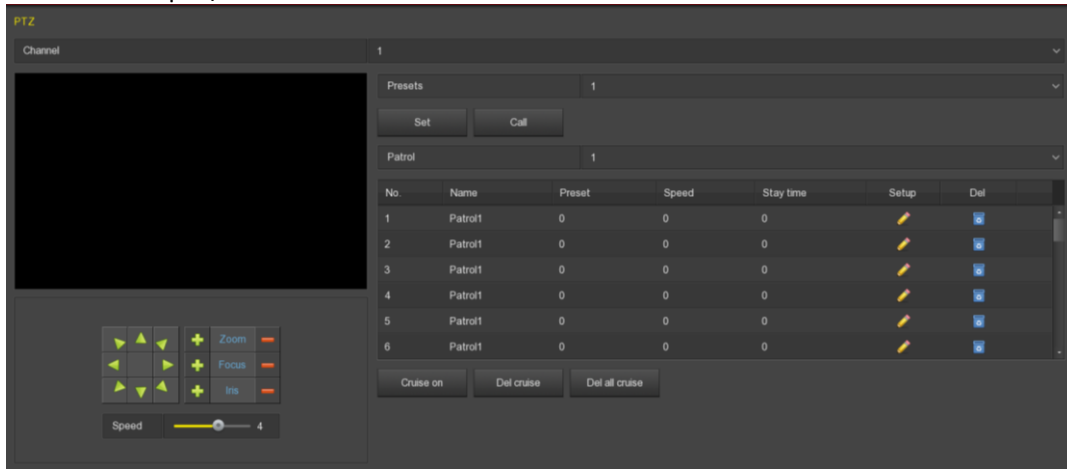 PTZ
Channel 1
Presets 1
Set Call
Patrol 1
No. Name Preset Speed Stay time Setup Del
1 Patrol1 0 0 0
2 Patrol1 0 0 0
3 Patrol1 0 0 0
4 Patrol1 0 0 0
5 Patrol1 0 0 0
6 Patrol1 0 0 0
Cruise on Del cruise Del all cruise
Zoom
Focus
Iris
Speed 4